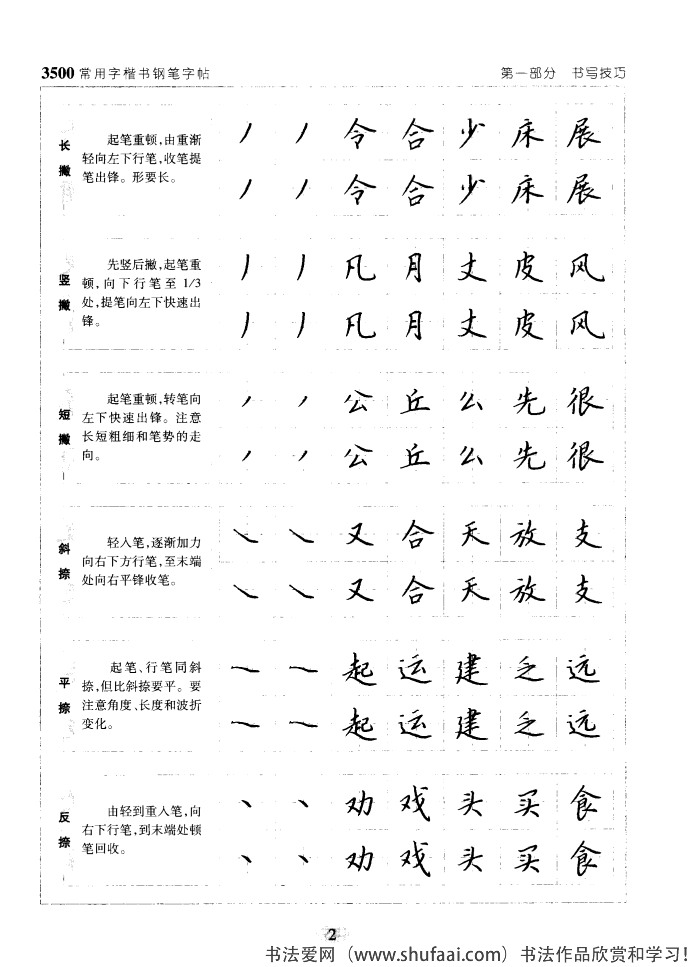 3500 常用字楷书钢笔字帖 第一部分 书写技巧
长撇
起笔重顿,由重渐
轻向左下行笔,收笔提
笔出锋。形要长。
丿 丿 令 合 少 床 展
丿 丿 令 合 少 床 展
竖撇
先竖后撇,起笔重
顿,向下行笔至 1/3
处,提笔向左下快速出
锋。
丿 丿 凡 月 丈 皮 风
丿 丿 凡 月 丈 皮 风
短撇
起笔重顿,转笔向
左下快速出锋。注意
长短粗细和笔势的走
向。
丿 丿 公 丘 么 先 很
丿 丿 公 丘 么 先 很
斜捺
轻入笔,逐渐加力
向右下方行笔,至末端
处向右平锋收笔。
㇏ ㇏ 又 合 天 放 支
㇏ ㇏ 又 合 天 放 支
平捺
起笔、行笔同斜
捺,但比斜捺要平。要
注意角度、长度和波折
变化。
㇏ ㇏ 起 运 建 乏 远
㇏ ㇏ 起 运 建 乏 远
反捺
由轻到重入笔,向
右下行笔,到末端处顿
笔回收。
丶 丶 劝 戏 头 买 食
丶 丶 劝 戏 头 买 食
2
书法爱网（www.shufaai.com）书法作品欣赏和学习!